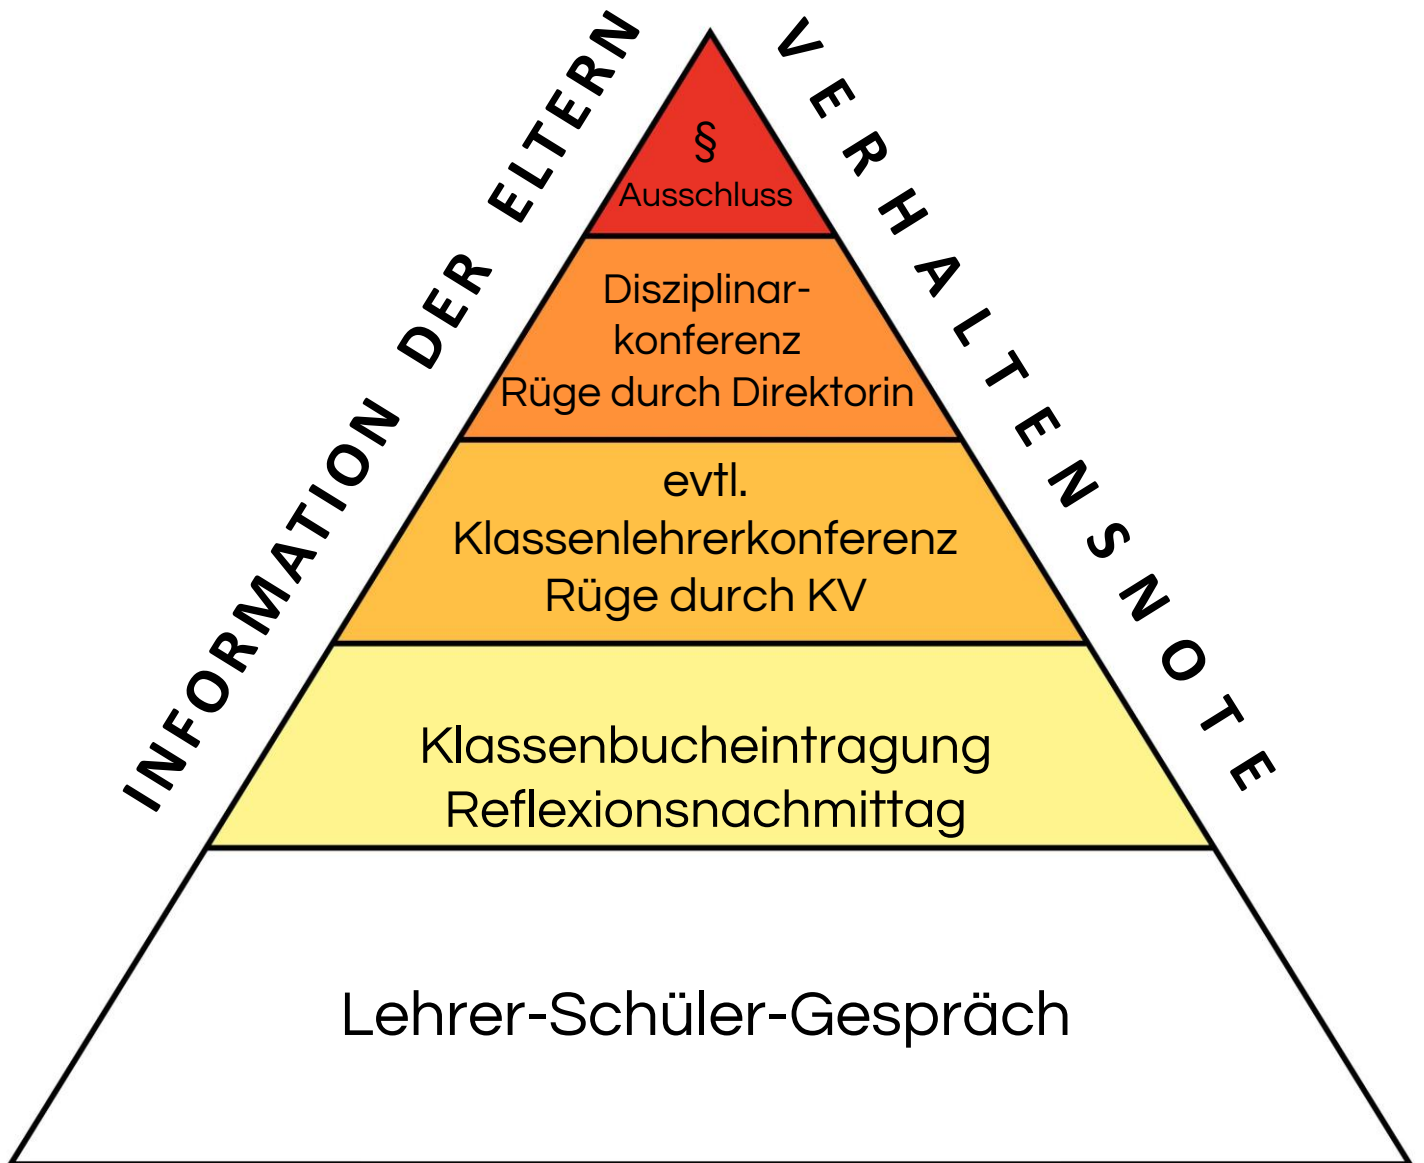 INFORMATION DER ELTERN
VERHALTENSNOTE
§
Ausschluss
Disziplinar-
konferenz
Rüge durch Direktorin
evtl.
Klassenlehrerkonferenz
Rüge durch KV
Klassenbucheintragung
Reflexionsnachmittag
Lehrer-Schüler-Gespräch